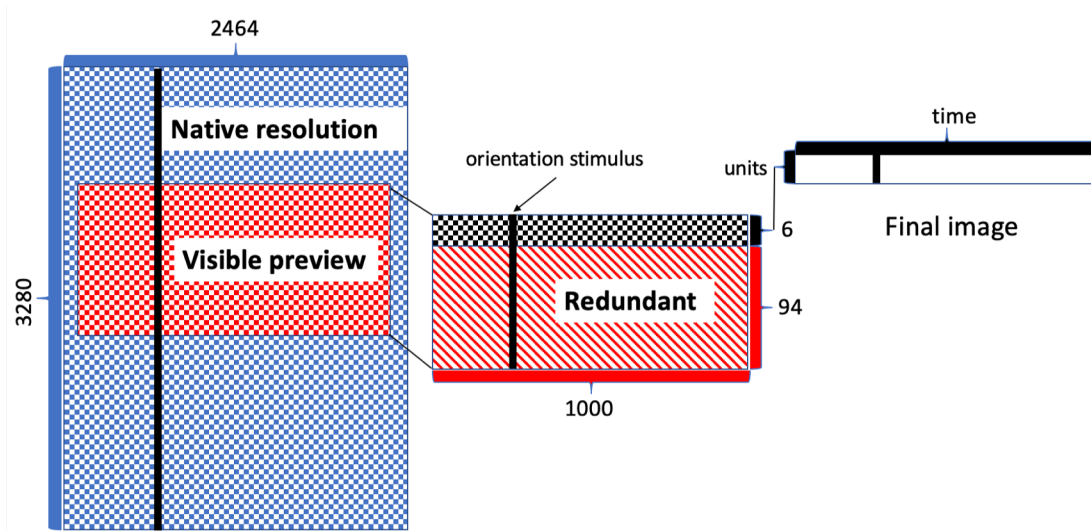 2464
Native resolution
time
orientation stimulus
units
6
Final image
Visible preview
3280
Redundant
94
1000